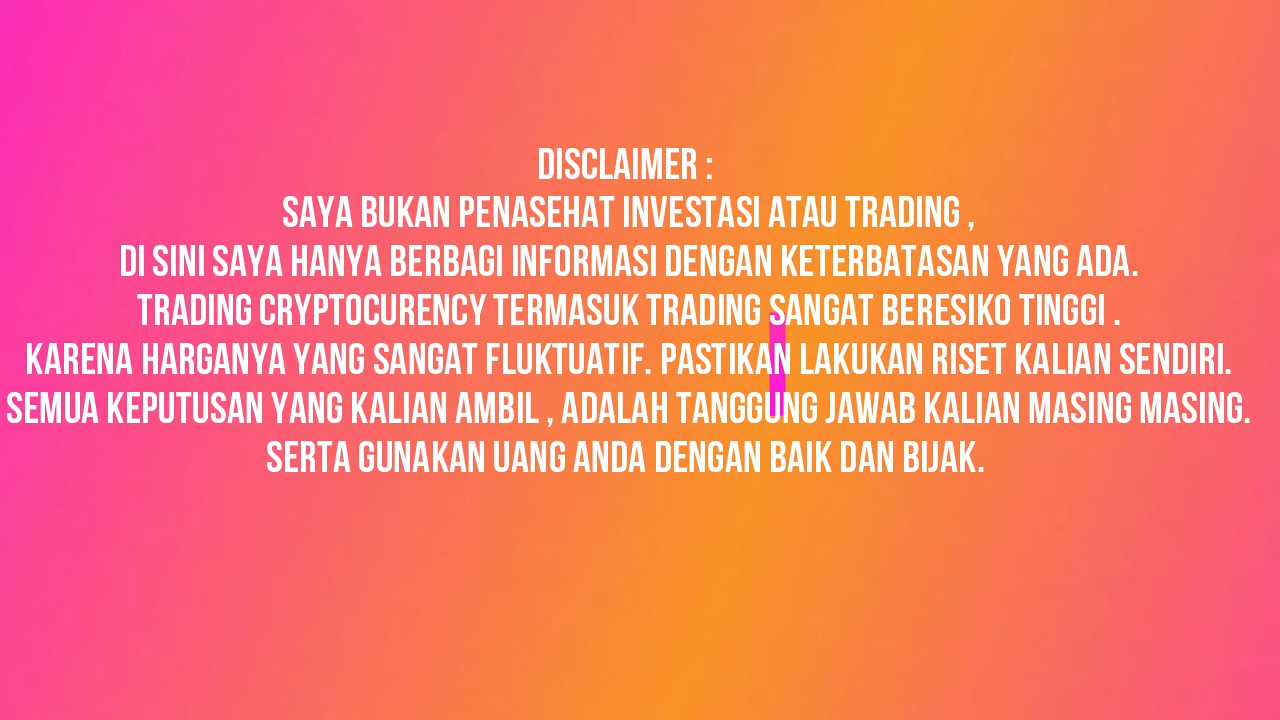 DISCLAIMER :
SAYA BUKAN PENASEHAT INVESTASI ATAU TRADING ,
DI SINI SAYA HANYA BERBAGI INFORMASI DENGAN KETERBATASAN YANG ADA.
TRADING CRYPTOCURENCY TERMASUK TRADING SANGAT BERESIKO TINGGI .
KARENA HARGANYA YANG SANGAT FLUKTUATIF. PASTIKAN LAKUKAN RISET KALIAN SENDIRI.
SEMUA KEPUTUSAN YANG KALIAN AMBIL , ADALAH TANGGUNG JAWAB KALIAN MASING MASING.
SERTA GUNAKAN UANG ANDA DENGAN BAIK DAN BIJAK.